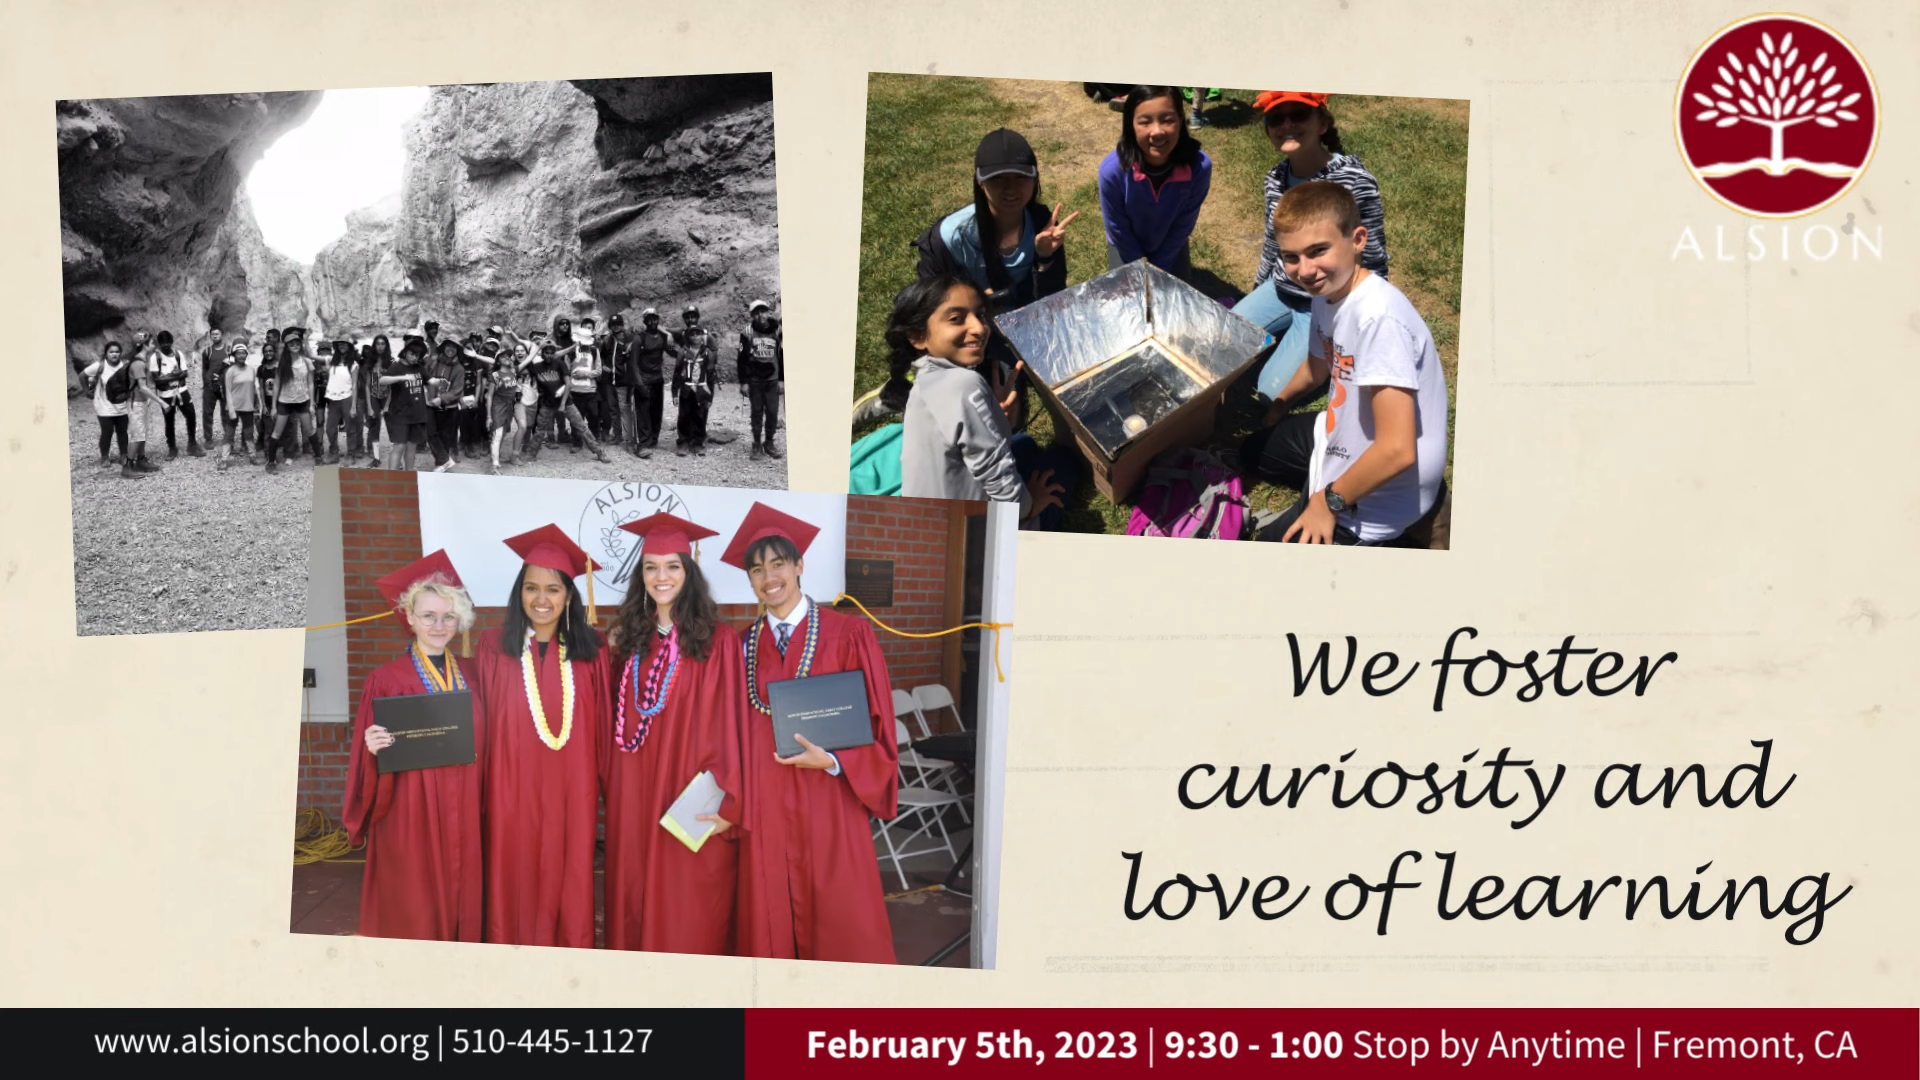 ALSION
ALSION
We foster
curiosity and
love of learning
www.alsionschool.org | 510-445-1127
February 5th, 2023 | 9:30 - 1:00 Stop by Anytime | Fremont, CA